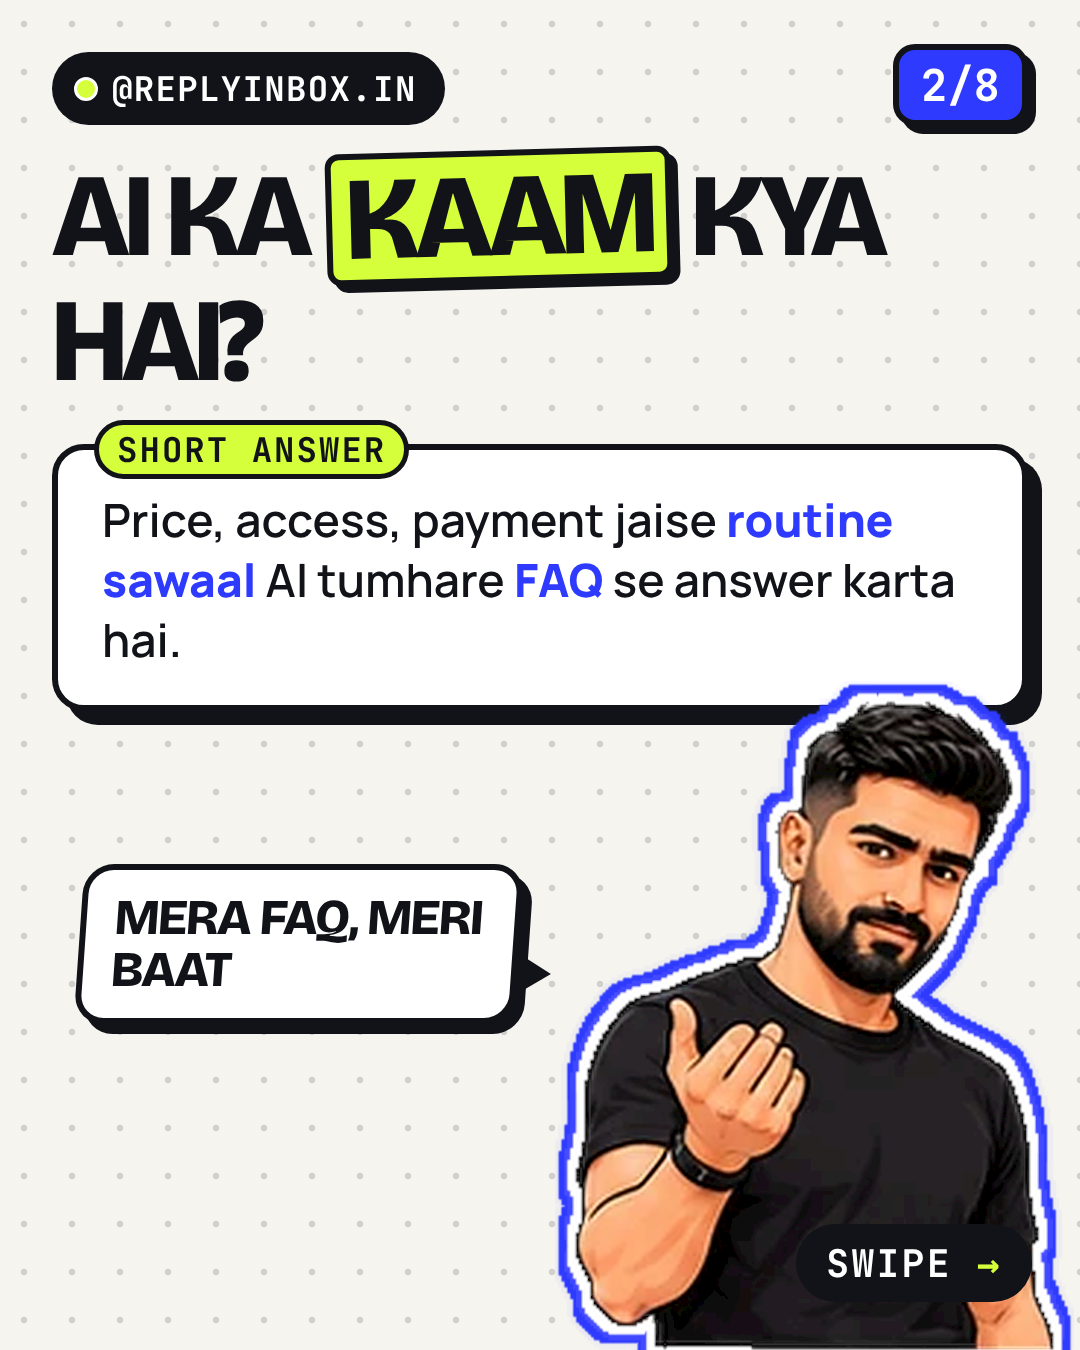 @REPLYINBOX.IN
2/8
AI KA KAAM KYA
HAI?
SHORT ANSWER
Price, access, payment jaise routine
sawaal AI tumhare FAQ se answer karta
hai.
MERA FAQ, MERI
BAAT
SWIPE →